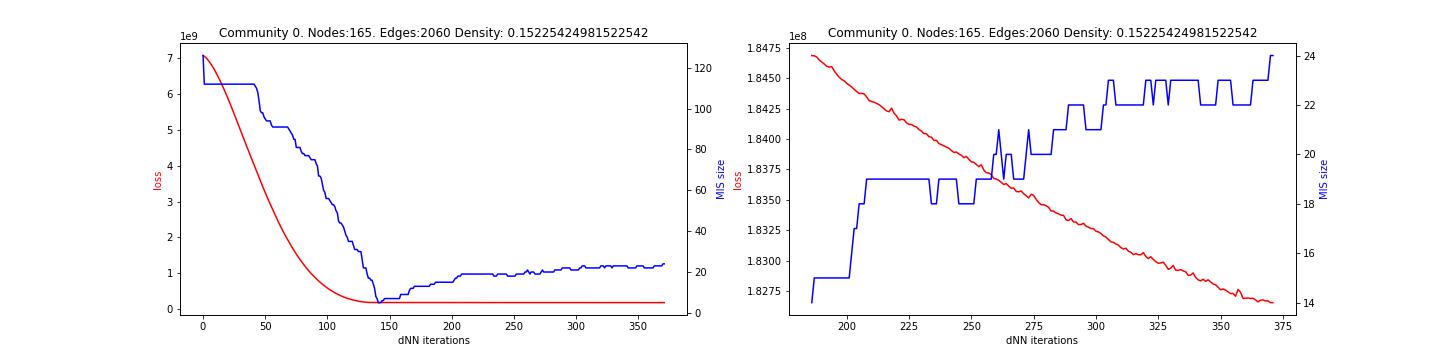 Community 0. Nodes:165. Edges:2060 Density: 0.15225424981522542
1e9
7
6
5
4
3
2
1
0
loss
120
100
80
60
40
20
0
MIS size
0 50 100 150 200 250 300 350
dNN iterations
Community 0. Nodes:165. Edges:2060 Density: 0.15225424981522542
1e8
1.8475
1.8450
1.8425
1.8400
1.8375
1.8350
1.8325
1.8300
1.8275
loss
24
22
20
18
16
14
MIS size
200 225 250 275 300 325 350 375
dNN iterations